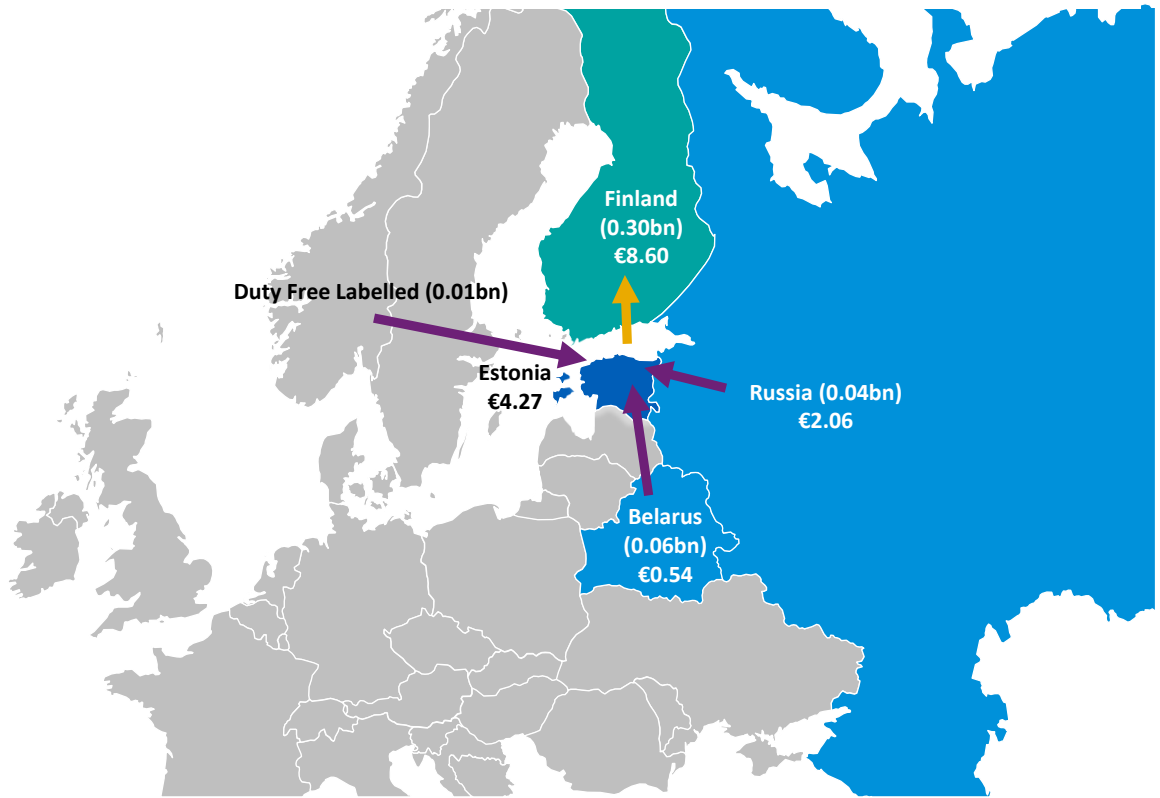 Finland
(0.30bn)
€8.60
Duty Free Labelled (0.01bn)
Estonia
€4.27
Russia (0.04bn)
€2.06
Belarus
(0.06bn)
€0.54